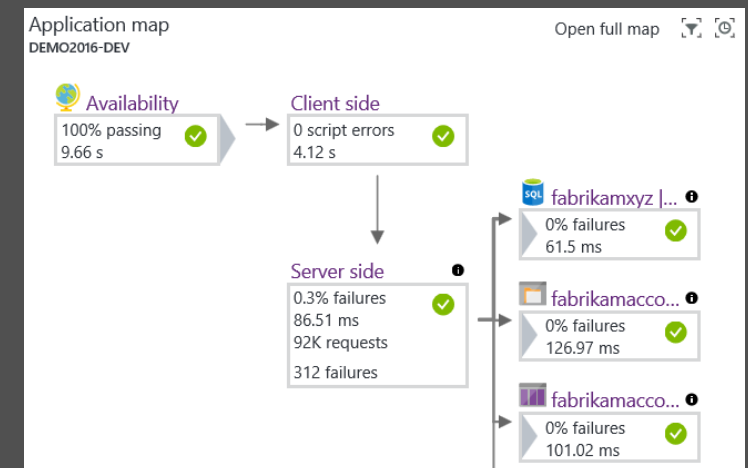 Application map
DEMO2016-DEV
Open full map
Availability
100% passing
9.66 s
Client side
0 script errors
4.12 s
Server side
0.3% failures
86.51 ms
92K requests
312 failures
SQL
fabrikamxyz |...
0% failures
61.5 ms
fabrikamacco...
0% failures
126.97 ms
fabrikamacco...
0% failures
101.02 ms